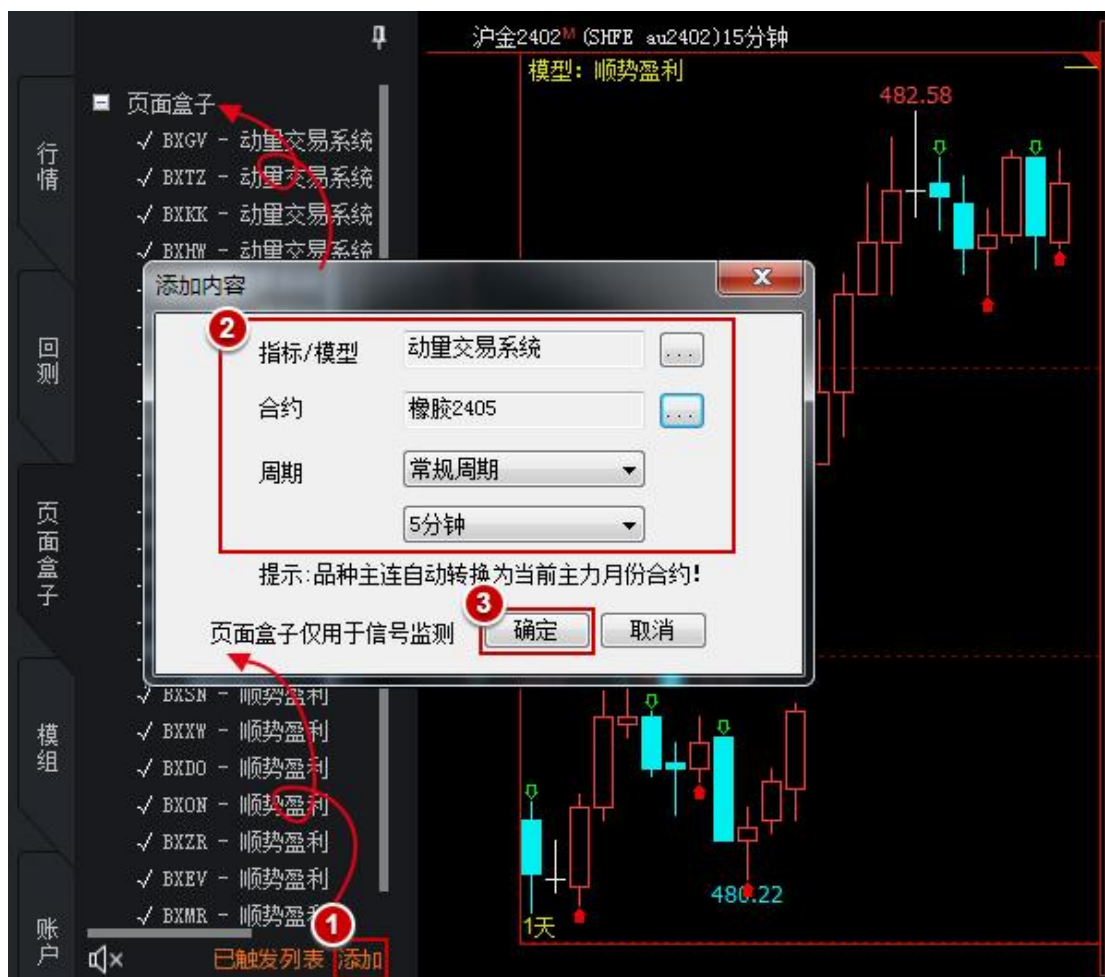 沪金2402M (SHFE au2402)15分钟
模型：顺势盈利
482.58
行情
回测
页面盒子
模组
账户
页面盒子
✓ BXGV - 动量交易系统
✓ BXTZ - 动量交易系统
✓ BXKK - 动量交易系统
✓ BXHW - 动量交易系统
添加内容
2
指标/模型 动量交易系统 ...
合约 橡胶2405 ...
周期 常规周期
5分钟
提示:品种主连自动转换为当前主力月份合约!
3
页面盒子仅用于信号监测 确定 取消
✓ BXSN - 顺势盈利
✓ BXXW - 顺势盈利
✓ BXDO - 顺势盈利
✓ BXON - 顺势盈利
✓ BXZR - 顺势盈利
✓ BXEV - 顺势盈利
✓ BXMR - 顺势盈
1
480.22
1天
已触发列表 添加